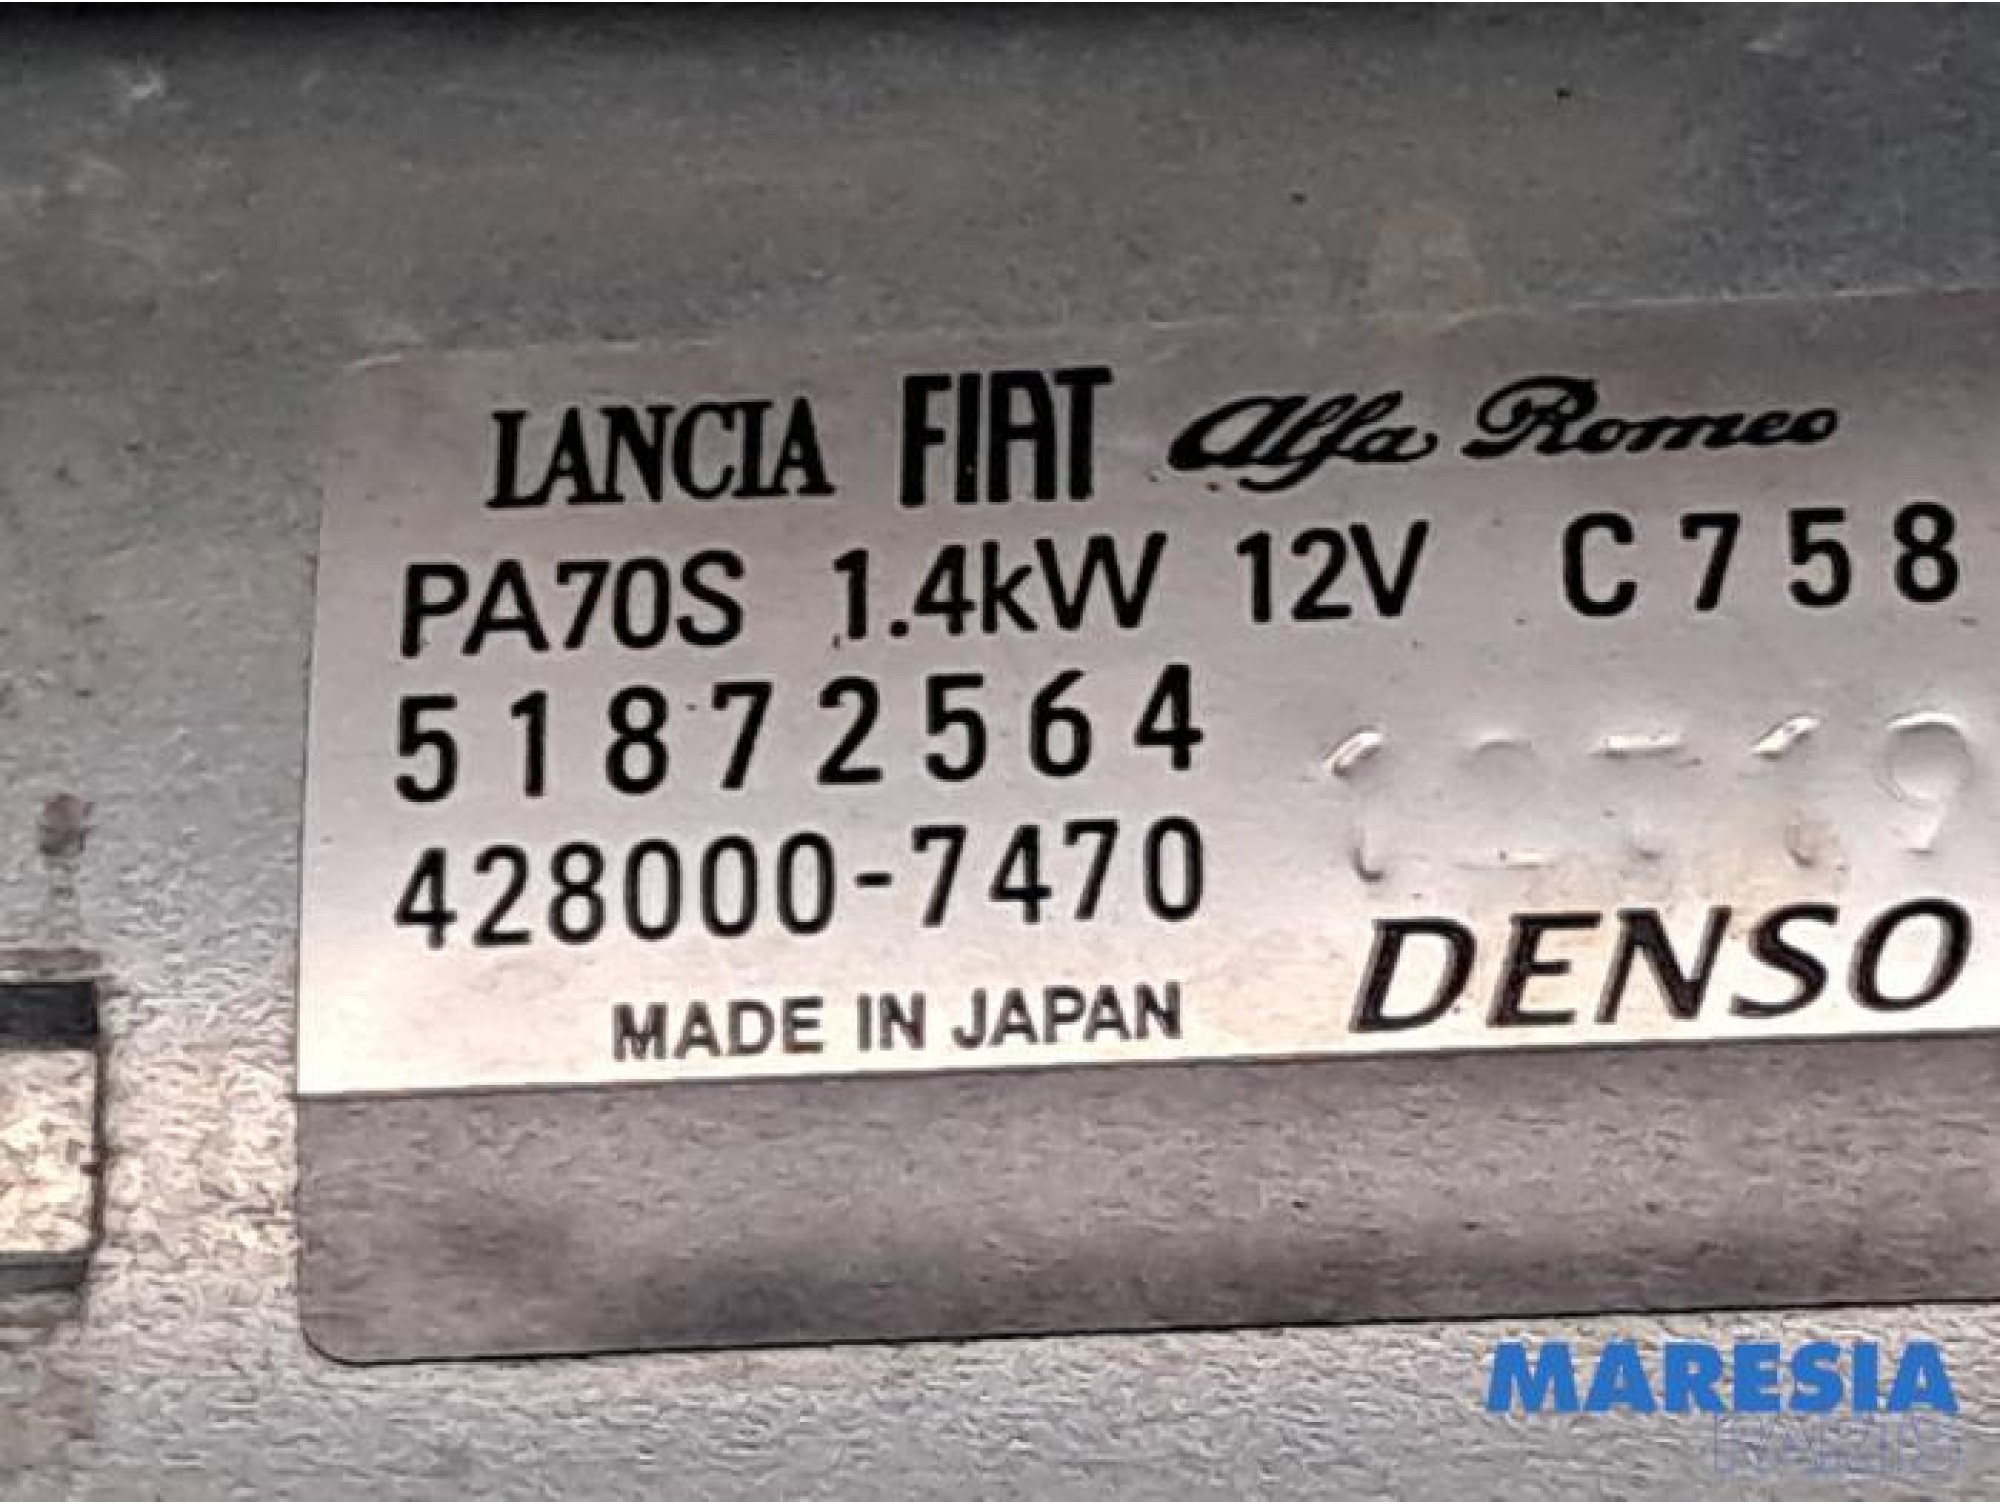 LANCIA FIAT Alfa Romeo
PA70S 1.4kW 12V C758
51872564
428000-7470
DENSO
MADE IN JAPAN
MARESIA